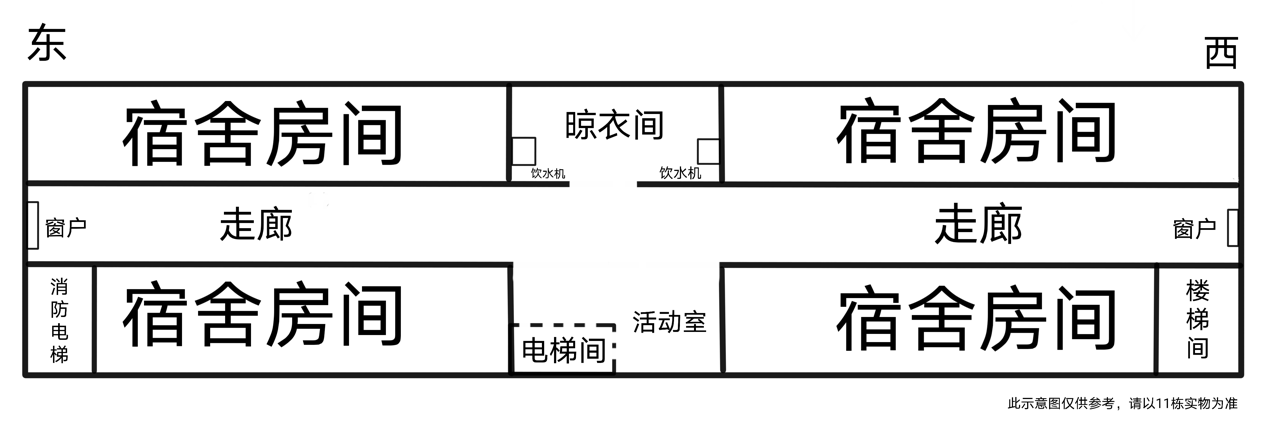 东
西
宿舍房间
晾衣间
宿舍房间
饮水机
饮水机
窗户
走廊
走廊
窗户
消防电梯
宿舍房间
电梯间
活动室
宿舍房间
楼梯间
此示意图仅供参考，请以11栋实物为准